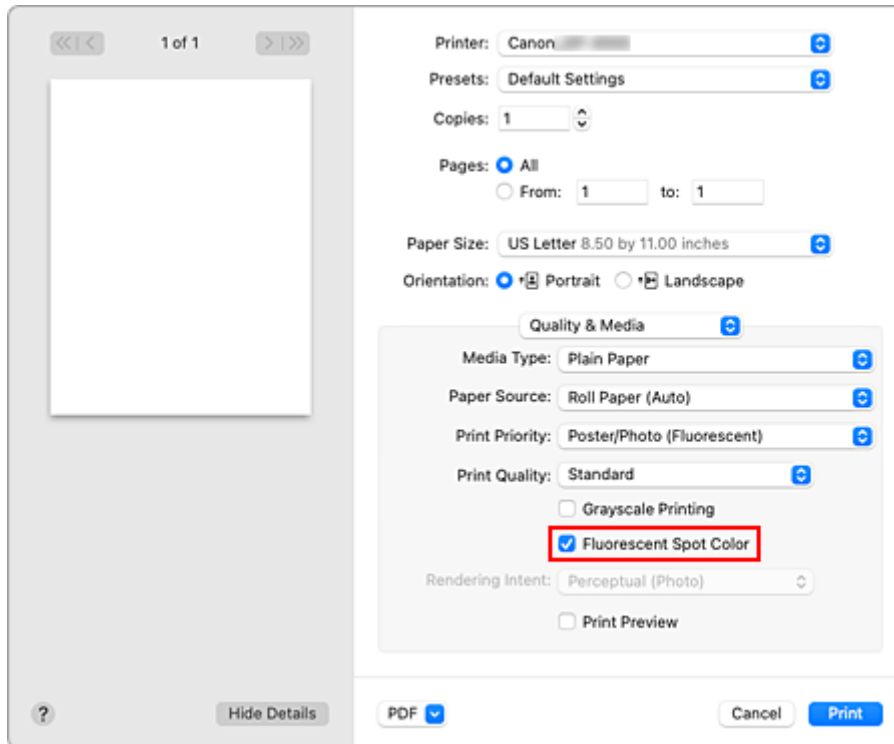 1 of 1
Printer: Canon
Presets: Default Settings
Copies: 1
Pages: All
From: 1 to: 1
Paper Size: US Letter 8.50 by 11.00 inches
Orientation: Portrait Landscape
Quality & Media
Media Type: Plain Paper
Paper Source: Roll Paper (Auto)
Print Priority: Poster/Photo (Fluorescent)
Print Quality: Standard
Grayscale Printing
Fluorescent Spot Color
Rendering Intent: Perceptual (Photo)
Print Preview
? Hide Details PDF Cancel Print